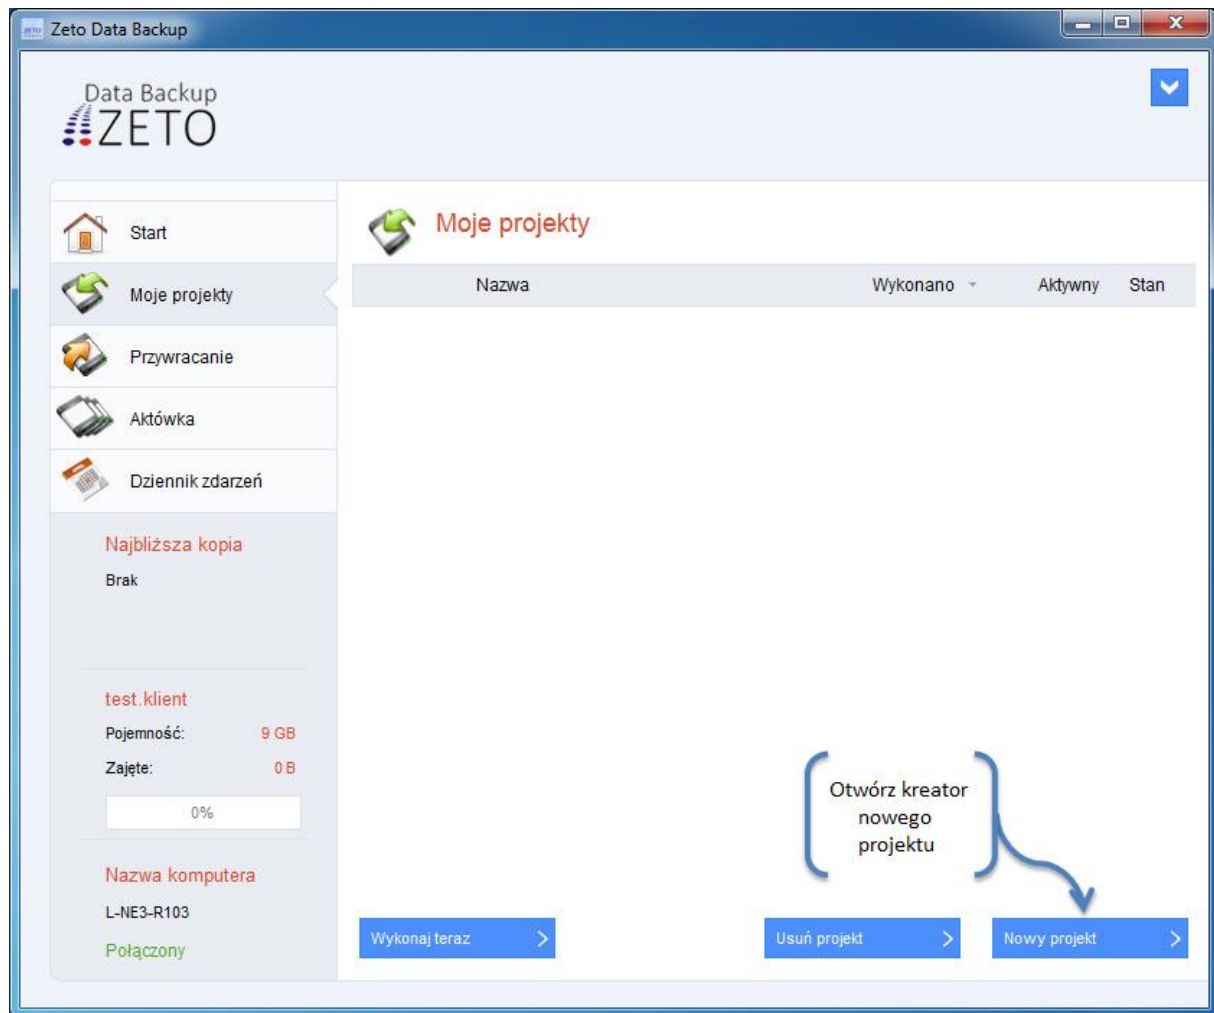 Zeto Data Backup
Data Backup
ZETO
Start
Moje projekty
Przywracanie
Aktówka
Dziennik zdarzeń
Najbliższa kopia
Brak
test.klient
Pojemność: 9 GB
Zajęte: 0 B
0%
Nazwa komputera
L-NE3-R103
Połączony
Moje projekty
Nazwa Wykonano Aktywny Stan
Otwórz kreator
nowego
projektu
Wykonaj teraz
Usuń projekt
Nowy projekt